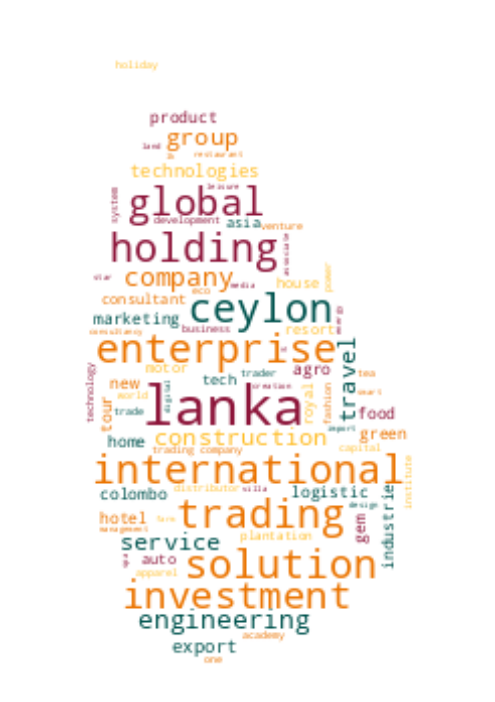 holiday
product
land group
restaurant
technologies
leisure
system global
development asia venture
holding associate
star company media power
eco house
consultant ceylon
marketing business resort
consultancy
enterprise
motor agro travel
technology new tech trader tea
digital creation royal fashion smart
world lanka
tour trade food
import
home construction green
trading company capital
international institute
colombo distributor villa logistic
design
hotel farm trading gem industrie
management
service plantation
spa auto solution
apparel
investment
engineering
academy
export
one